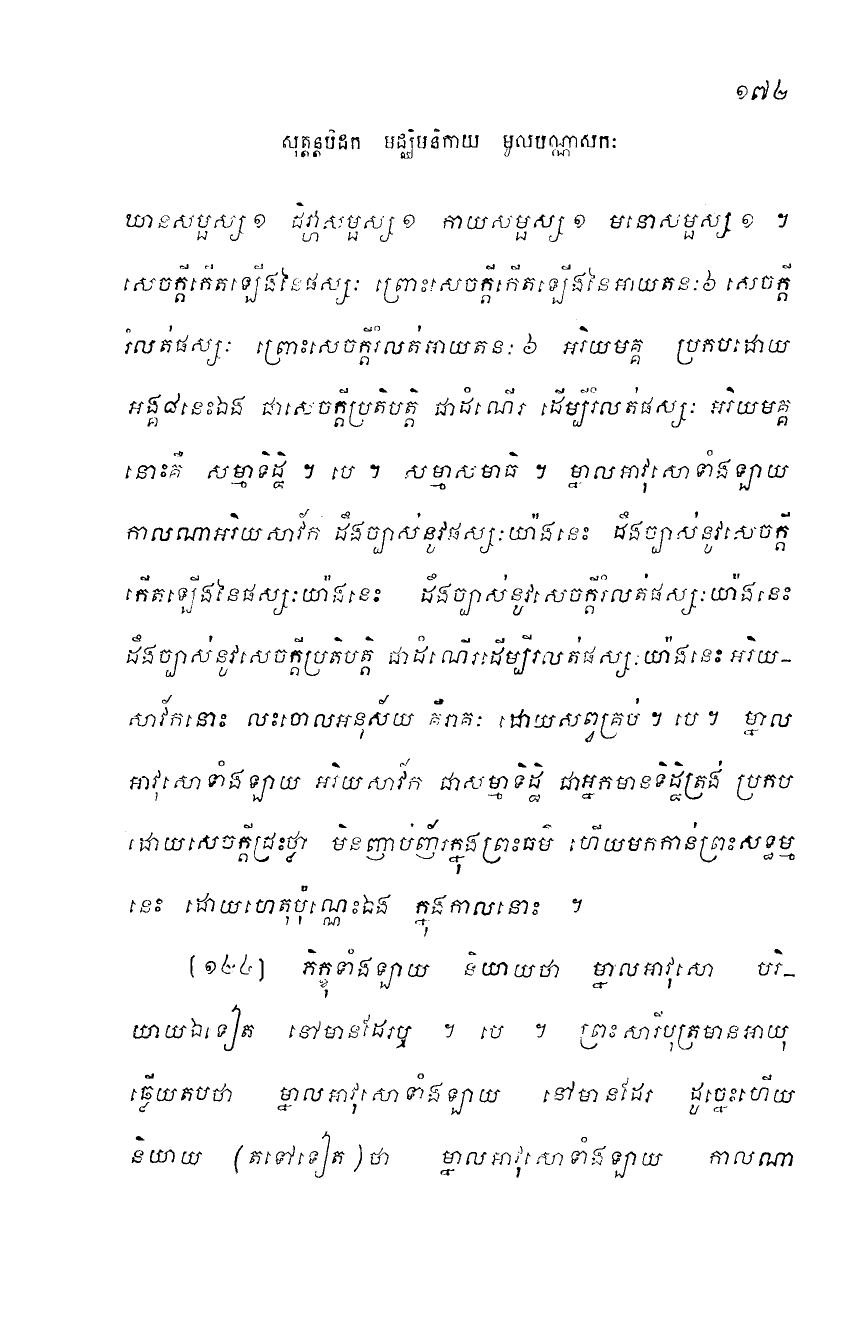 ១៧២
សុត្តន្តបិដក មជ្ឈិមនិកាយ មូលបណ្ណាសកៈ
ឃានសម្ផស្ស ១ ជិវ្ហាសម្ផស្ស ១ កាយសម្ផស្ស ១ មនោសម្ផស្ស ១ ។
សេចក្តីកើតឡើងនៃផស្សៈ ព្រោះសេចក្តីកើតឡើងនៃអាយតនៈ ៦ សេចក្តី
រំលត់ផស្សៈ ព្រោះសេចក្តីរំលត់អាយតនៈ ៦ អរិយមគ្គ ប្រកបដោយ
អង្គ៨នេះឯង ជាសេចក្តីប្រតិបត្តិ ជាដំណើរ ដើម្បីរំលត់ផស្សៈ អរិយមគ្គ
នោះគឺ សម្មាទិដ្ឋិ ។ បេ ។ សម្មាសមាធិ ។ ម្នាលអាវុសោទាំងឡាយ
កាលណាអរិយសាវ័ក ដឹងច្បាស់នូវផស្សៈយ៉ាងនេះ ដឹងច្បាស់នូវសេចក្តី
កើតឡើងនៃផស្សៈយ៉ាងនេះ ដឹងច្បាស់នូវសេចក្តីរំលត់ផស្សៈយ៉ាងនេះ
ដឹងច្បាស់នូវសេចក្តីប្រតិបត្តិ ជាដំណើរដើម្បីរលត់ផស្សៈយ៉ាងនេះ អរិយ-
សាវ័កនោះ លះចោលអនុស័យ គឺរាគៈ ដោយសព្វគ្រប់ ។ បេ ។ ម្នាល
អាវុសោទាំងឡាយ អរិយសាវ័ក ជាសម្មាទិដ្ឋិ ជាអ្នកមានទិដ្ឋិត្រង់ ប្រកប
ដោយសេចក្តីជ្រះថ្លា មិនញាប់ញ័រក្នុងព្រះធម៌ ហើយមកកាន់ព្រះសទ្ធម្ម
នេះ ដោយហេតុប៉ុណ្ណេះឯង ក្នុងកាលនោះ ។
[១២៤] ភិក្ខុទាំងឡាយ និយាយថា ម្នាលអាវុសោ បរិ-
យាយឯទៀត នៅមានដែរឬ ។ បេ ។ ព្រះសារីបុត្រមានអាយុ
ឆ្លើយតបថា ម្នាលអាវុសោទាំងឡាយ នៅមានដែរ ដូច្នេះហើយ
និយាយ (តទៅទៀត) ថា ម្នាលអាវុសោទាំងឡាយ កាលណា